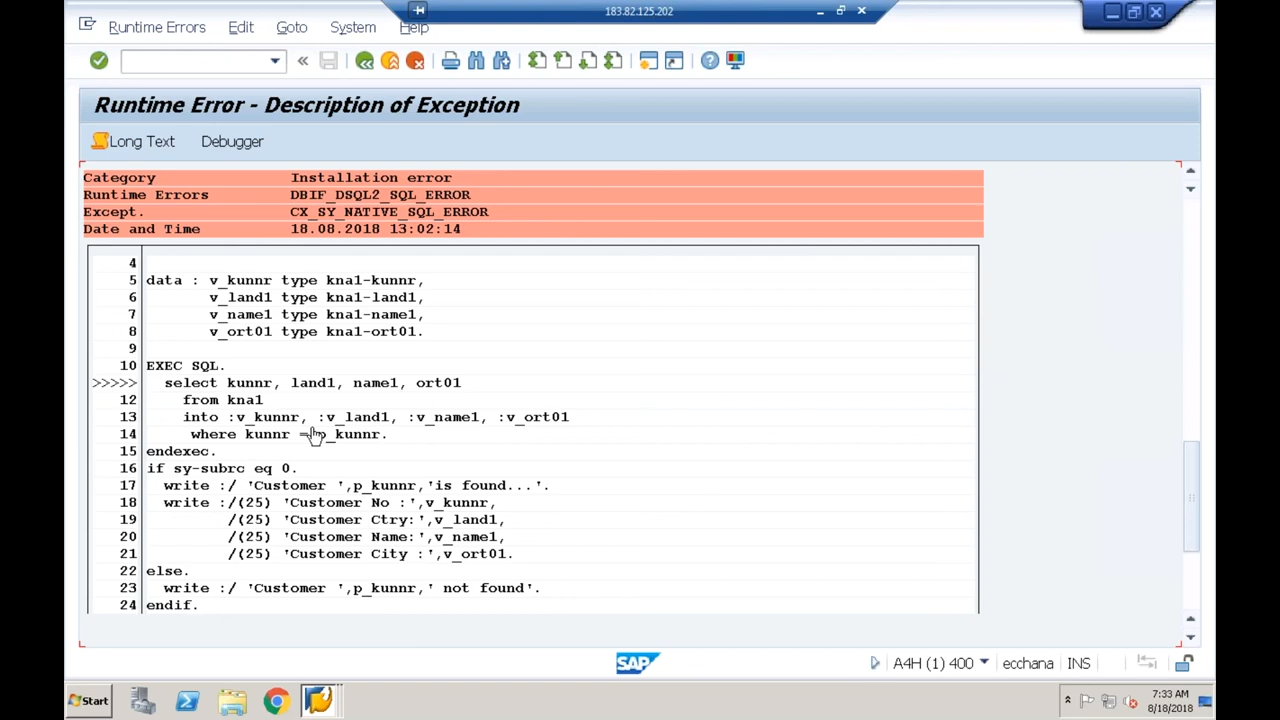 183.82.125.202
Runtime Errors Edit Goto System Help
Runtime Error - Description of Exception
Long Text Debugger
Category Installation error
Runtime Errors DBIF_DSQL2_SQL_ERROR
Except. CX_SY_NATIVE_SQL_ERROR
Date and Time 18.08.2018 13:02:14
4
5 data : v_kunnr type kna1-kunnr,
6 v_land1 type kna1-land1,
7 v_name1 type kna1-name1,
8 v_ort01 type kna1-ort01.
9
10 EXEC SQL.
>>>>> select kunnr, land1, name1, ort01
12 from kna1
13 into :v_kunnr, :v_land1, :v_name1, :v_ort01
14 where kunnr = p_kunnr.
15 endexec.
16 if sy-subrc eq 0.
17 write :/ 'Customer ',p_kunnr,'is found...'.
18 write :/(25) 'Customer No :',v_kunnr,
19 /(25) 'Customer Ctry:',v_land1,
20 /(25) 'Customer Name:',v_name1,
21 /(25) 'Customer City :',v_ort01.
22 else.
23 write :/ 'Customer ',p_kunnr,' not found'.
24 endif.
SAP A4H (1) 400 ecchana INS
Start 7:33 AM
8/18/2018